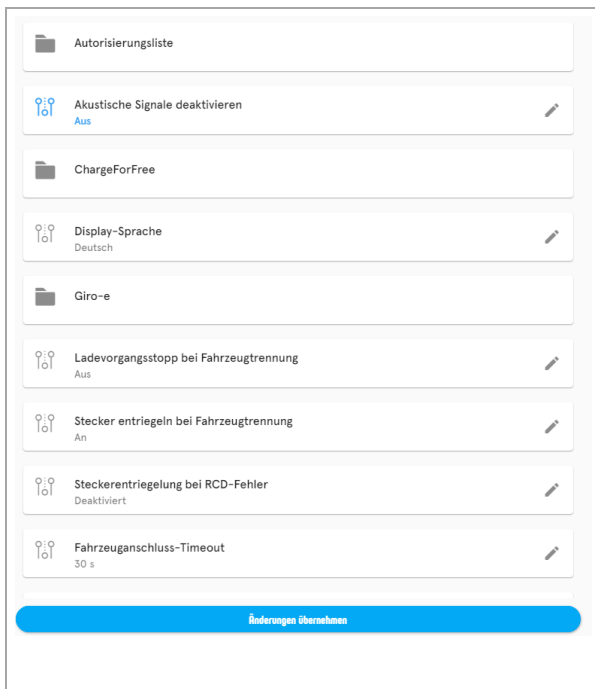 Autorisierungsliste
Akustische Signale deaktivieren
Aus
ChargeForFree
Display-Sprache
Deutsch
Giro-e
Ladevorgangsstopp bei Fahrzeugtrennung
Aus
Stecker entriegeln bei Fahrzeugtrennung
An
Steckerentriegelung bei RCD-Fehler
Deaktiviert
Fahrzeuganschluss-Timeout
30 s
Änderungen übernehmen